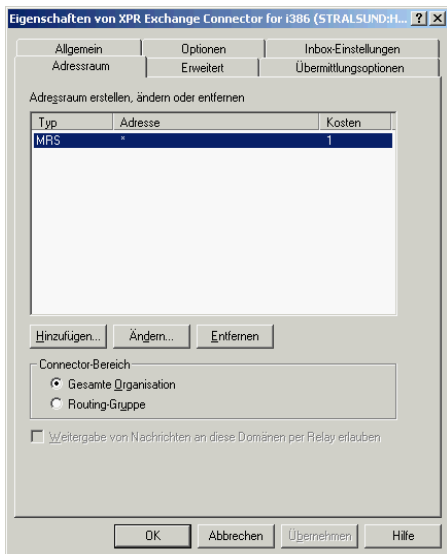 Eigenschaften von XPR Exchange Connector for i386 (STRALSUND:H...
Allgemein Optionen Inbox-Einstellungen
Adressraum Erweitert Übermittlungsoptionen
Adressraum erstellen, ändern oder entfernen
Typ Adresse Kosten
MRS * 1
Hinzufügen... Ändern... Entfernen
Connector-Bereich
Gesamte Organisation
Routing-Gruppe
Weitergabe von Nachrichten an diese Domänen per Relay erlauben
OK Abbrechen Übernehmen Hilfe